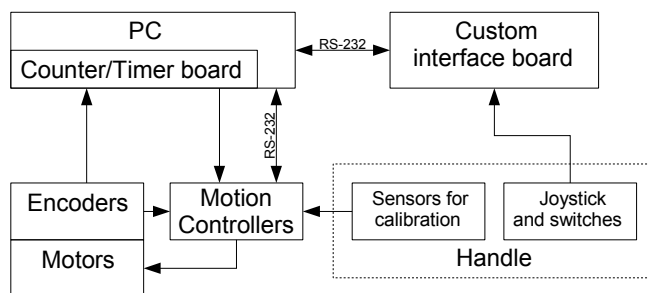 PC
Counter/Timer board
RS-232
Custom
interface board
RS-232
Encoders
Motors
Motion
Controllers
Sensors for
calibration
Joystick
and switches
Handle